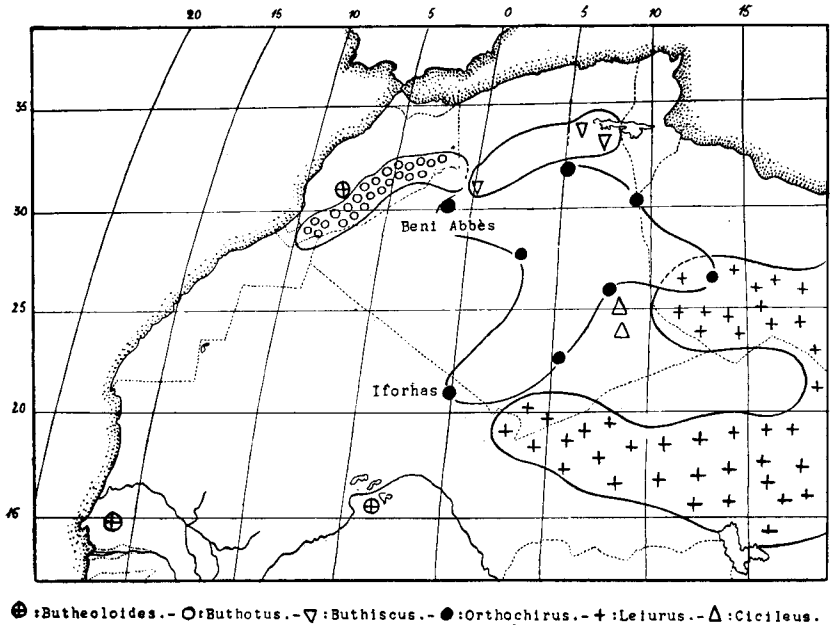 20 15 10 5 0 5 10 15
35
30
Beni Abbès
25
Iforhas
20
15
⊕ :Butheoloides.- O:Buthotus.- ▽ :Buthiscus.- ● :Orthochirus.- + :Leiurus.- Δ :Cicileus.